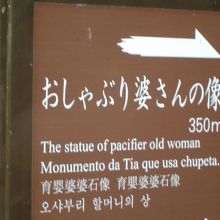 おしゃぶり婆さんの像
350m
The statue of pacifier old woman
Monumento da Tia que usa chupeta.
育嬰婆婆石像 育婴婆婆石像
오샤부리 할머니의 상